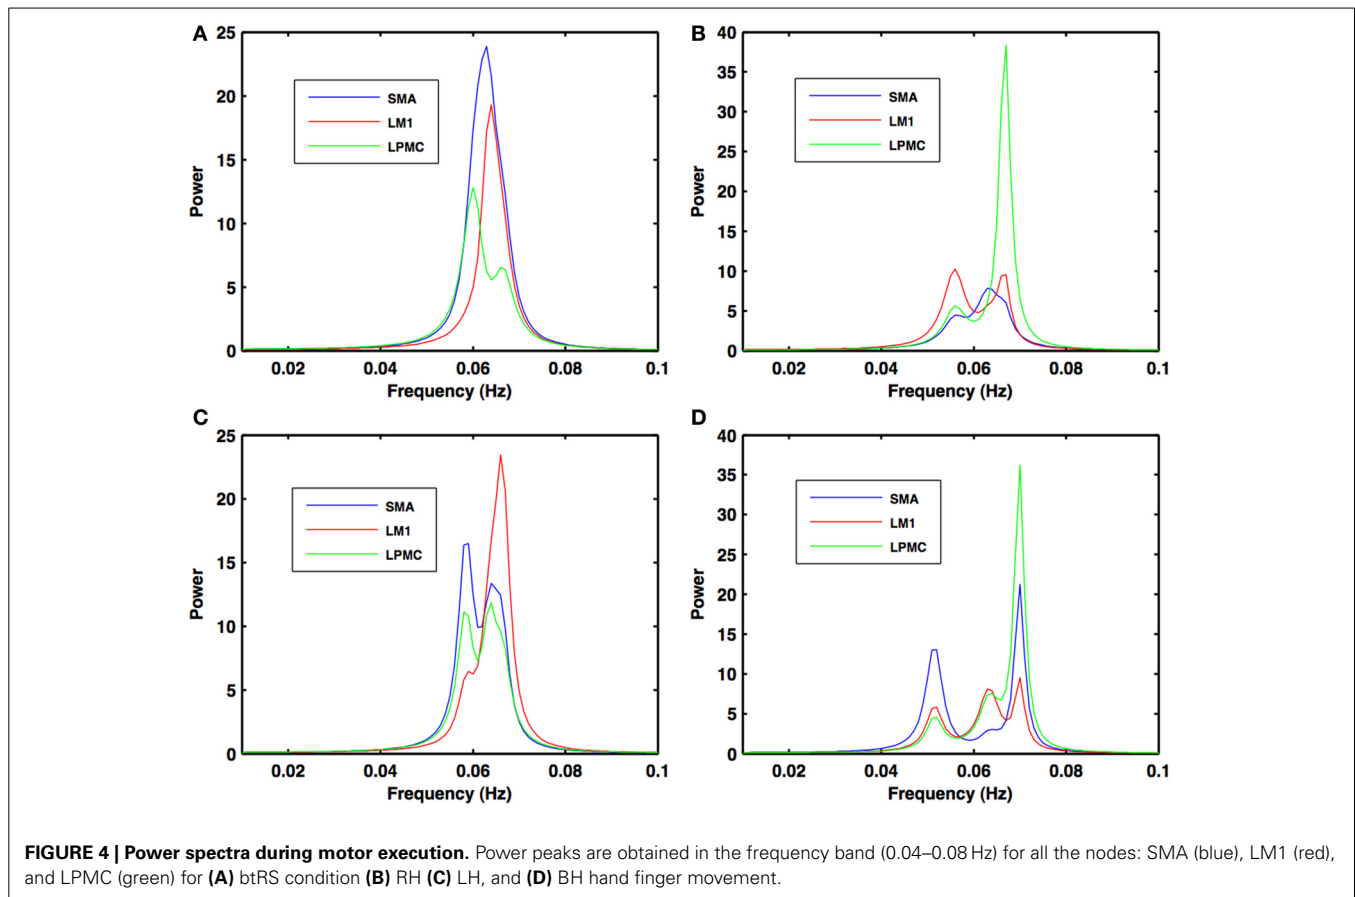 A
25
20
15
10
5
0
Power
SMA
LM1
LPMC
0.02 0.04 0.06 0.08 0.1
Frequency (Hz)
B
40
35
30
25
20
15
10
5
0
Power
SMA
LM1
LPMC
0.02 0.04 0.06 0.08 0.1
Frequency (Hz)
C
25
20
15
10
5
0
Power
SMA
LM1
LPMC
0.02 0.04 0.06 0.08 0.1
Frequency (Hz)
D
40
35
30
25
20
15
10
5
0
Power
SMA
LM1
LPMC
0.02 0.04 0.06 0.08 0.1
Frequency (Hz)
FIGURE 4 | Power spectra during motor execution. Power peaks are obtained in the frequency band (0.04–0.08 Hz) for all the nodes: SMA (blue), LM1 (red),
and LPMC (green) for (A) btRS condition (B) RH (C) LH, and (D) BH hand finger movement.